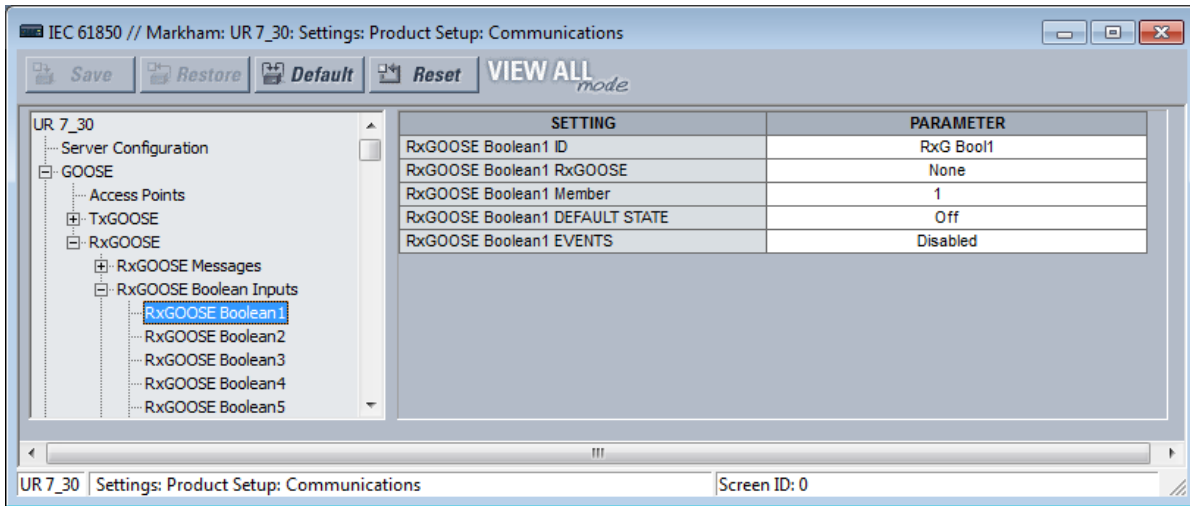 IEC 61850 // Markham: UR 7_30: Settings: Product Setup: Communications
Save Restore Default Reset VIEW ALL mode
UR 7_30
Server Configuration
GOOSE
Access Points
TxGOOSE
RxGOOSE
RxGOOSE Messages
RxGOOSE Boolean Inputs
RxGOOSE Boolean1
RxGOOSE Boolean2
RxGOOSE Boolean3
RxGOOSE Boolean4
RxGOOSE Boolean5
SETTING PARAMETER
RxGOOSE Boolean1 ID RxG Bool1
RxGOOSE Boolean1 RxGOOSE None
RxGOOSE Boolean1 Member 1
RxGOOSE Boolean1 DEFAULT STATE Off
RxGOOSE Boolean1 EVENTS Disabled
UR 7_30 Settings: Product Setup: Communications Screen ID: 0